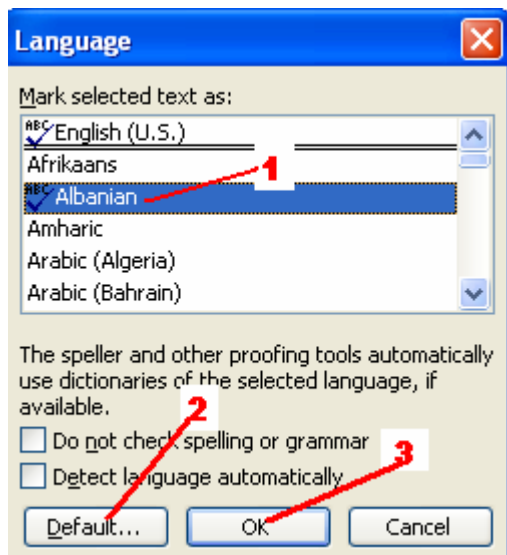 Language
Mark selected text as:
ABC English (U.S.)
Afrikaans
1
ABC Albanian
Amharic
Arabic (Algeria)
Arabic (Bahrain)
The speller and other proofing tools automatically
use dictionaries of the selected language, if
available.
2
Do not check spelling or grammar
3
Detect language automatically
Default...
OK
Cancel